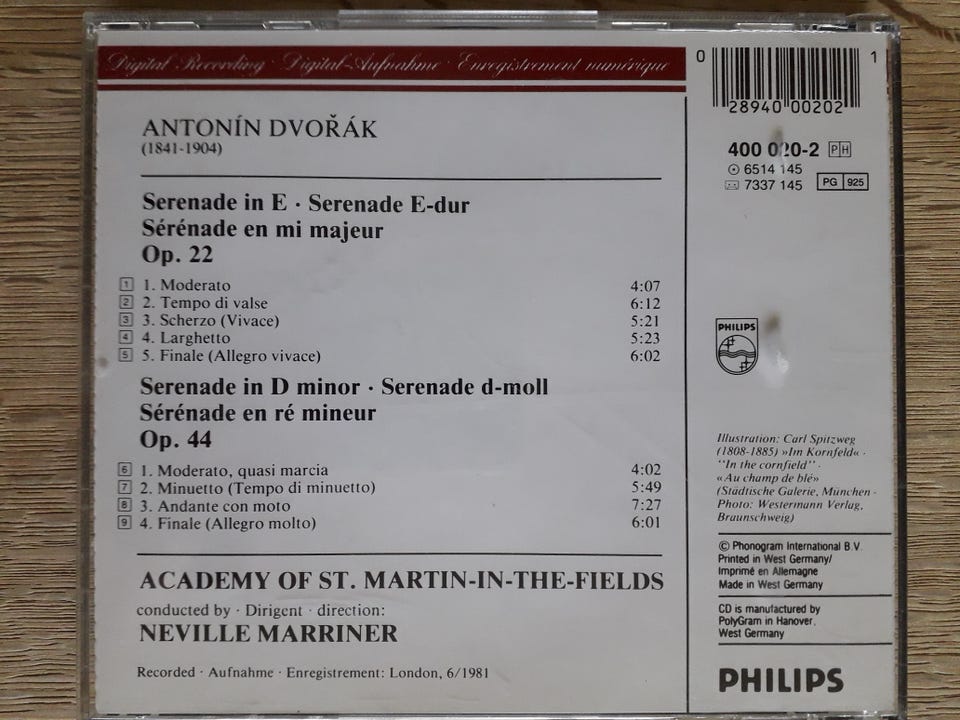 Digital Recording · Digital-Aufnahme · Enregistrement numérique
ANTONÍN DVOŘÁK
(1841-1904)
Serenade in E · Serenade E-dur
Sérénade en mi majeur
Op. 22
1 1. Moderato 4:07
2 2. Tempo di valse 6:12
3 3. Scherzo (Vivace) 5:21
4 4. Larghetto 5:23
5 5. Finale (Allegro vivace) 6:02
Serenade in D minor · Serenade d-moll
Sérénade en ré mineur
Op. 44
6 1. Moderato, quasi marcia 4:02
7 2. Minuetto (Tempo di minuetto) 5:49
8 3. Andante con moto 7:27
9 4. Finale (Allegro molto) 6:01
ACADEMY OF ST. MARTIN-IN-THE-FIELDS
conducted by · Dirigent · direction:
NEVILLE MARRINER
Recorded · Aufnahme · Enregistrement: London, 6/1981
0 28940 00202 1
400 020-2 PH
6514 145
7337 145 PG 925
PHILIPS
Illustration: Carl Spitzweg
(1808-1885) »Im Kornfeld« ·
"In the cornfield" ·
«Au champ de blé»
(Städtische Galerie, München ·
Photo: Westermann Verlag,
Braunschweig)
© Phonogram International B.V.
Printed in West Germany/
Imprimé en Allemagne
Made in West Germany
CD is manufactured by
PolyGram in Hanover,
West Germany
PHILIPS